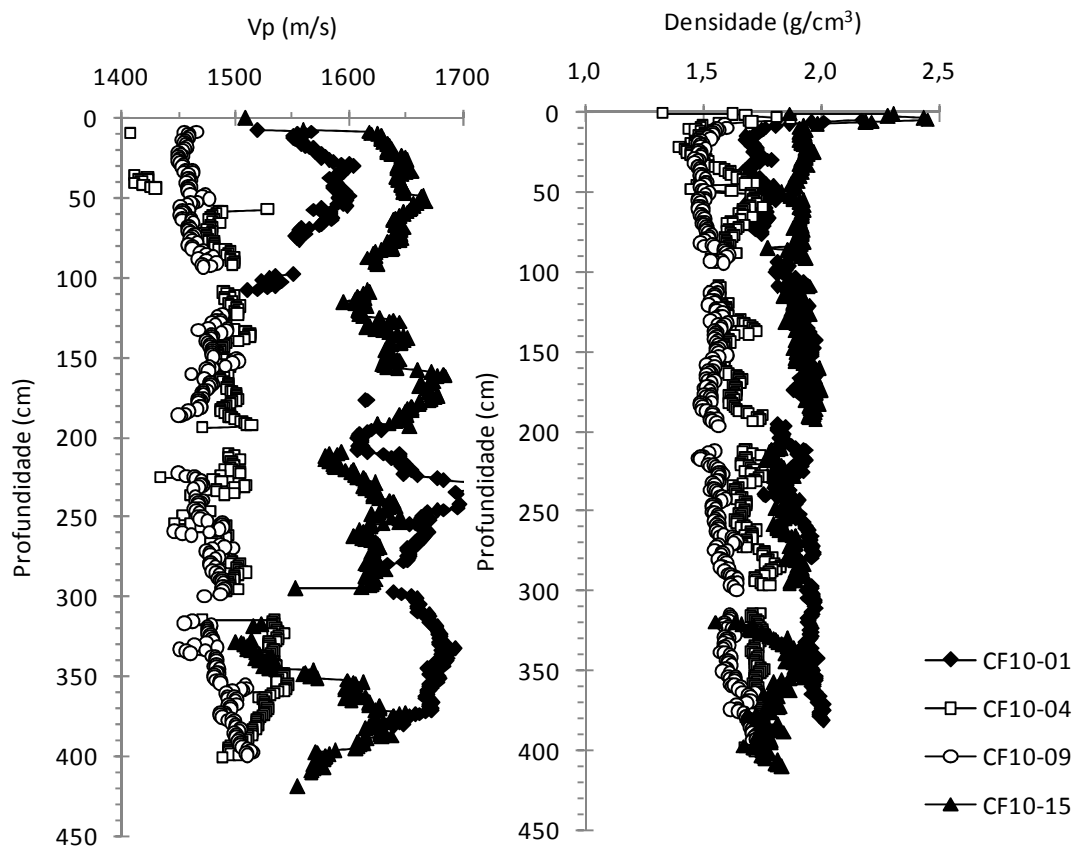 Vp (m/s)
1400 1500 1600 1700
0
50
100
150
200
250
300
350
400
450
Profundidade (cm)
Densidade (g/cm³)
1,0 1,5 2,0 2,5
0
50
100
150
200
250
300
350
400
450
Profundidade (cm)
CF10-01
CF10-04
CF10-09
CF10-15